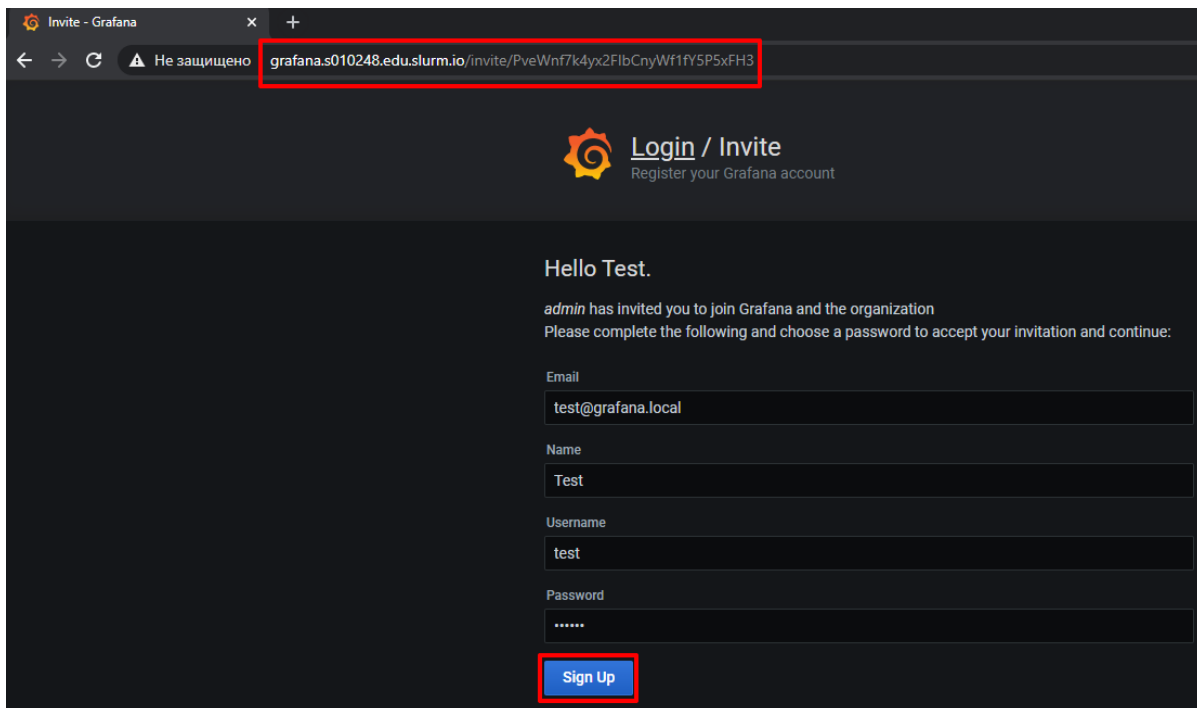 Invite - Grafana
Не защищено grafana.s010248.edu.slurm.io/invite/PveWnf7k4yx2FIbCnyWf1fY5P5xFH3
Login / Invite
Register your Grafana account
Hello Test.
admin has invited you to join Grafana and the organization
Please complete the following and choose a password to accept your invitation and continue:
Email
test@grafana.local
Name
Test
Username
test
Password
••••••
Sign Up